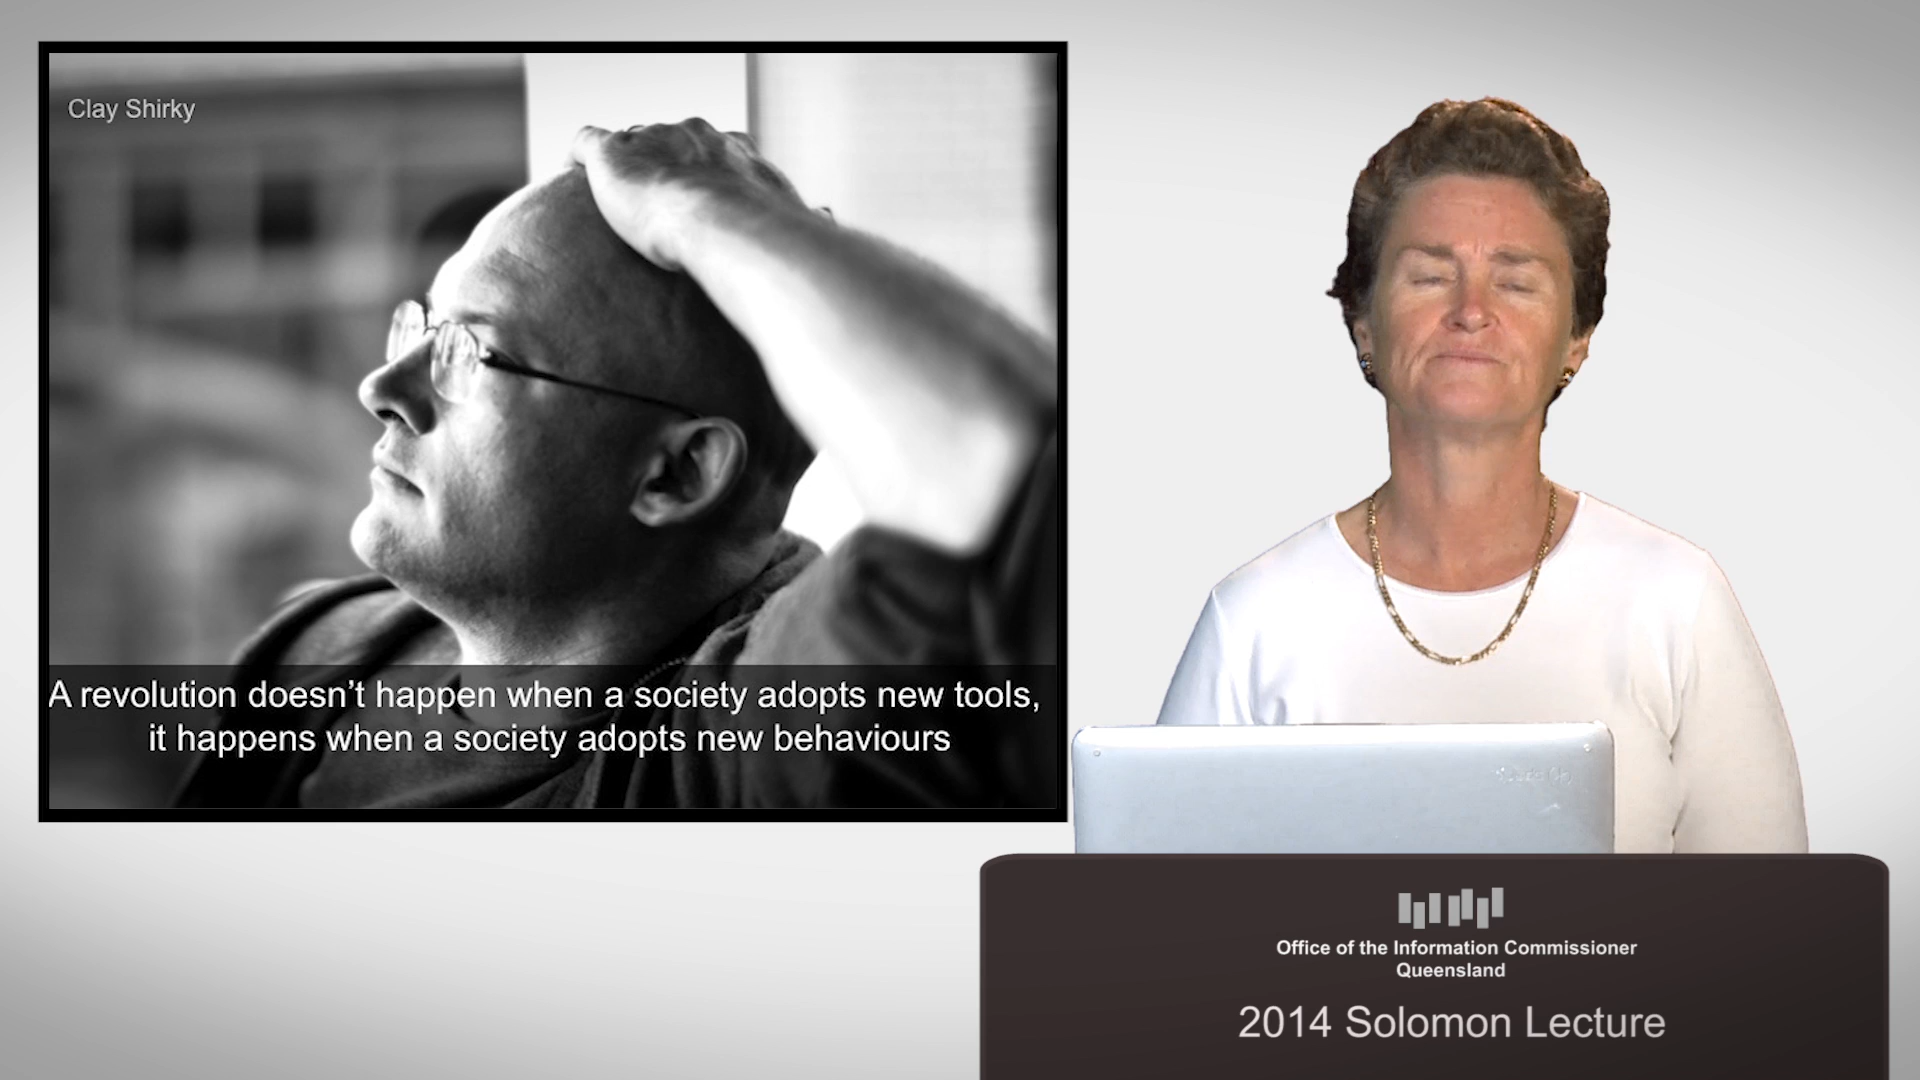 Clay Shirky
A revolution doesn’t happen when a society adopts new tools,
it happens when a society adopts new behaviours
Office of the Information Commissioner
Queensland
2014 Solomon Lecture